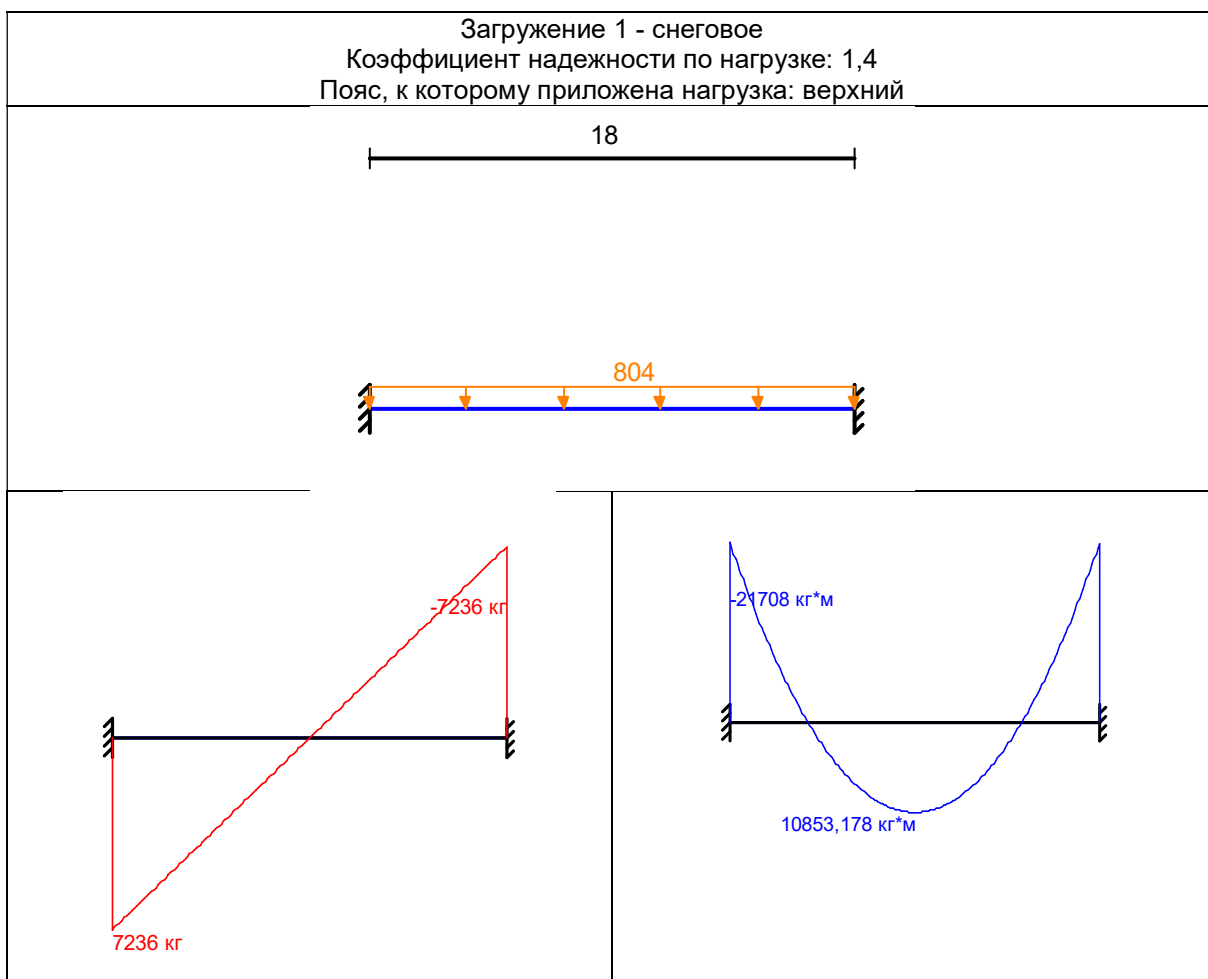 Загружение 1 - снеговое
Коэффициент надежности по нагрузке: 1,4
Пояс, к которому приложена нагрузка: верхний
18
804
-7236 кг
7236 кг
-21708 кг*м
10853,178 кг*м